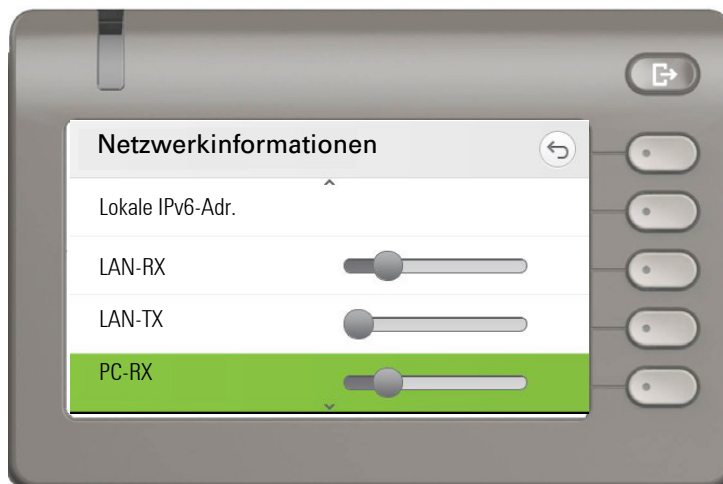 Netzwerkinformationen
Lokale IPv6-Adr.
LAN-RX
LAN-TX
PC-RX